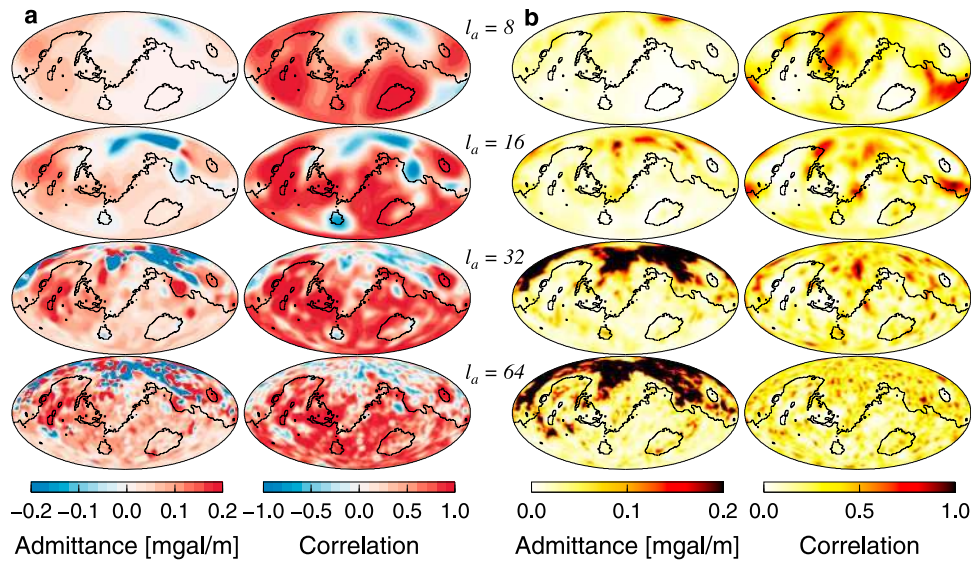 a
b
l_a = 8
l_a = 16
l_a = 32
l_a = 64
−0.2 −0.1 0.0 0.1 0.2
−1.0 −0.5 0.0 0.5 1.0
0.0 0.1 0.2
0.0 0.5 1.0
Admittance [mgal/m]
Correlation
Admittance [mgal/m]
Correlation